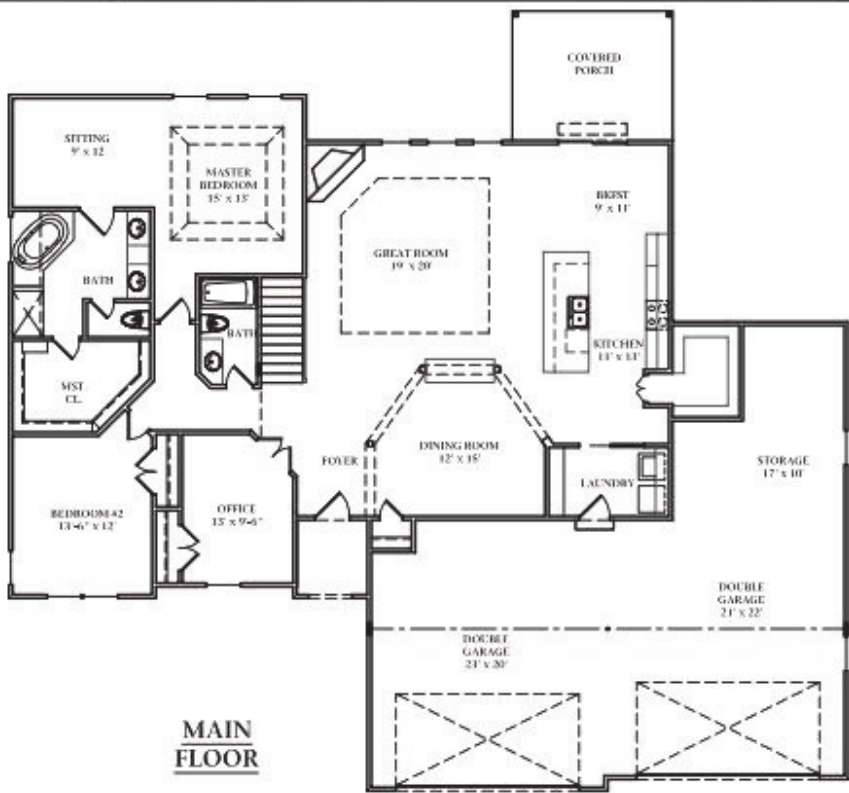 COVERED
PORCH
SITTING
9' x 12
MASTER
BEDROOM
15' x 13'
BKFST
9' x 11'
GREAT ROOM
19' x 20'
BATH
BATH
KITCHEN
11' x 13'
MST
CL.
DINING ROOM
12' x 15'
FOYER
STORAGE
17' x 10'
LAUNDRY
BEDROOM #2
13'-6" x 12'
OFFICE
13' x 9'-6"
DOUBLE
GARAGE
21' x 22'
DOUBLE
GARAGE
21' x 20'
MAIN
FLOOR